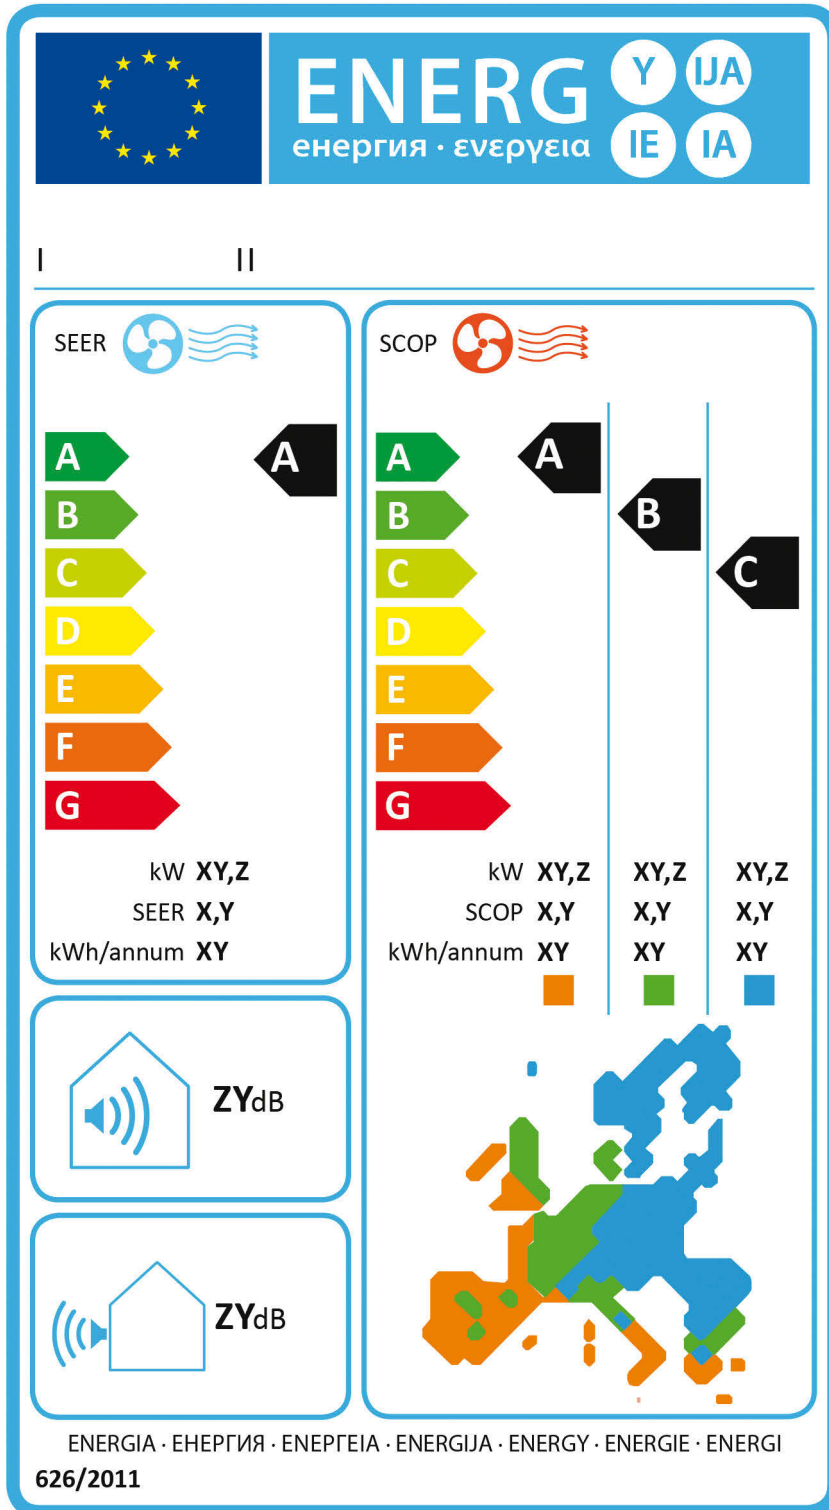 ENERG Y IJA
енергия · ενεργεια IE IA
I II
SEER
A A
B
C
D
E
F
G
kW XY,Z
SEER X,Y
kWh/annum XY
SCOP
A A
B B
C C
D
E
F
G
kW XY,Z XY,Z XY,Z
SCOP X,Y X,Y X,Y
kWh/annum XY XY XY
ZYdB
ZYdB
ENERGIA · ЕНЕРГИЯ · ΕΝΕΡΓΕΙΑ · ENERGIJA · ENERGY · ENERGIE · ENERGI
626/2011